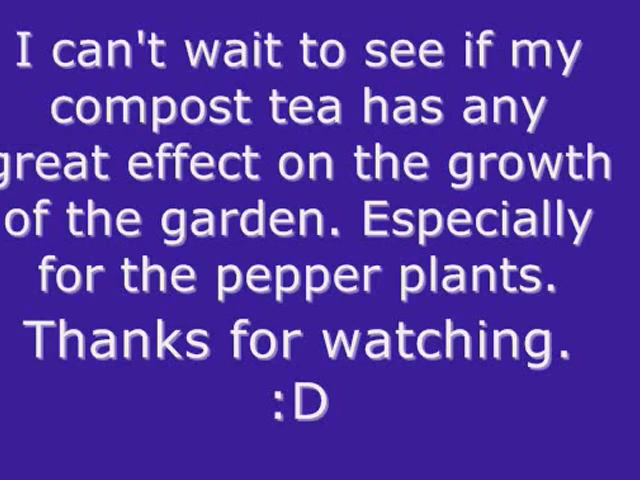 I can't wait to see if my
compost tea has any
great effect on the growth
of the garden. Especially
for the pepper plants.
Thanks for watching.
:D